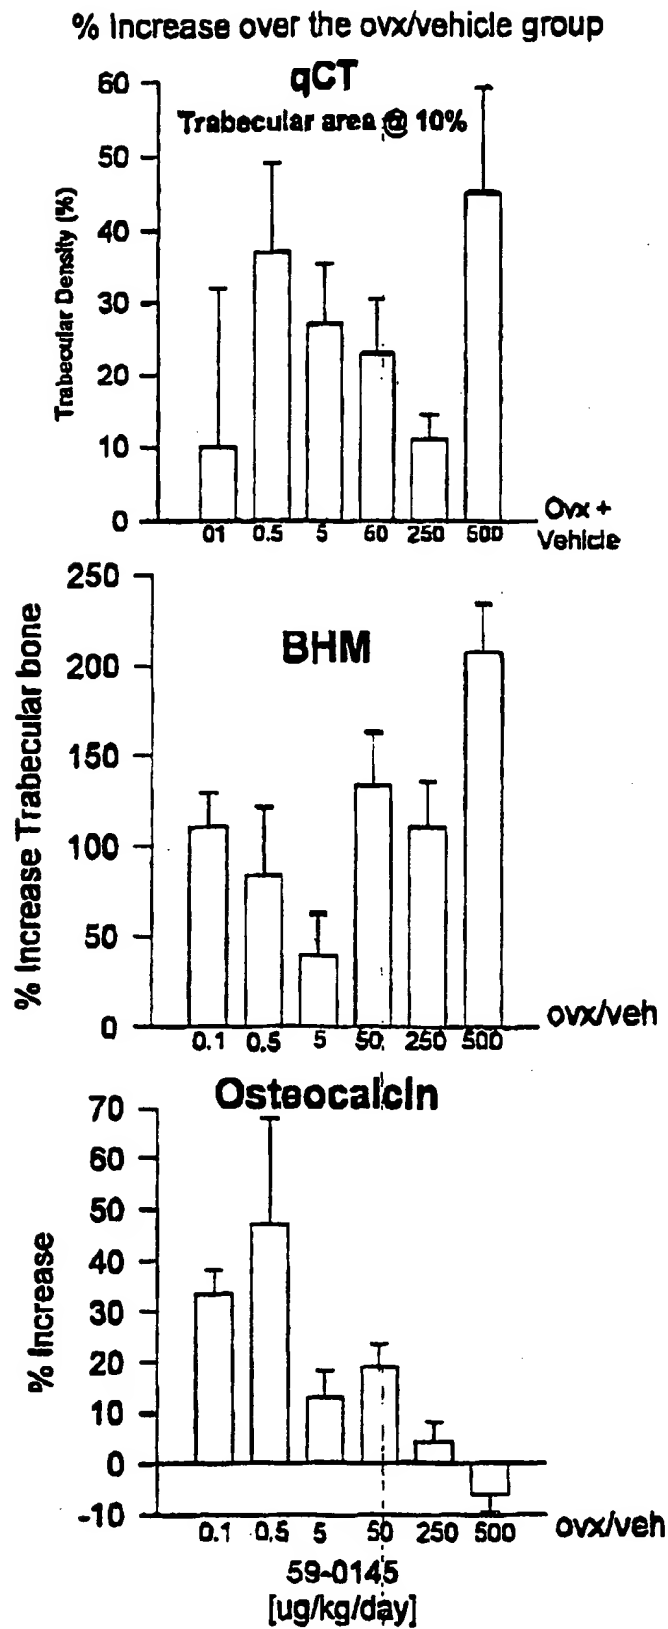 % Increase over the ovx/vehicle group
qCT
Trabecular area @ 10%
Trabecular Density (%)
60
50
40
30
20
10
0
01 0.5 5 60 250 500
Ovx +
Vehicle
BHM
% Increase Trabecular bone
250
200
150
100
50
0
0.1 0.5 5 50 250 500
ovx/veh
Osteocalcin
% Increase
70
60
50
40
30
20
10
0
-10
0.1 0.5 5 50 250 500
ovx/veh
59-0145
[ug/kg/day]